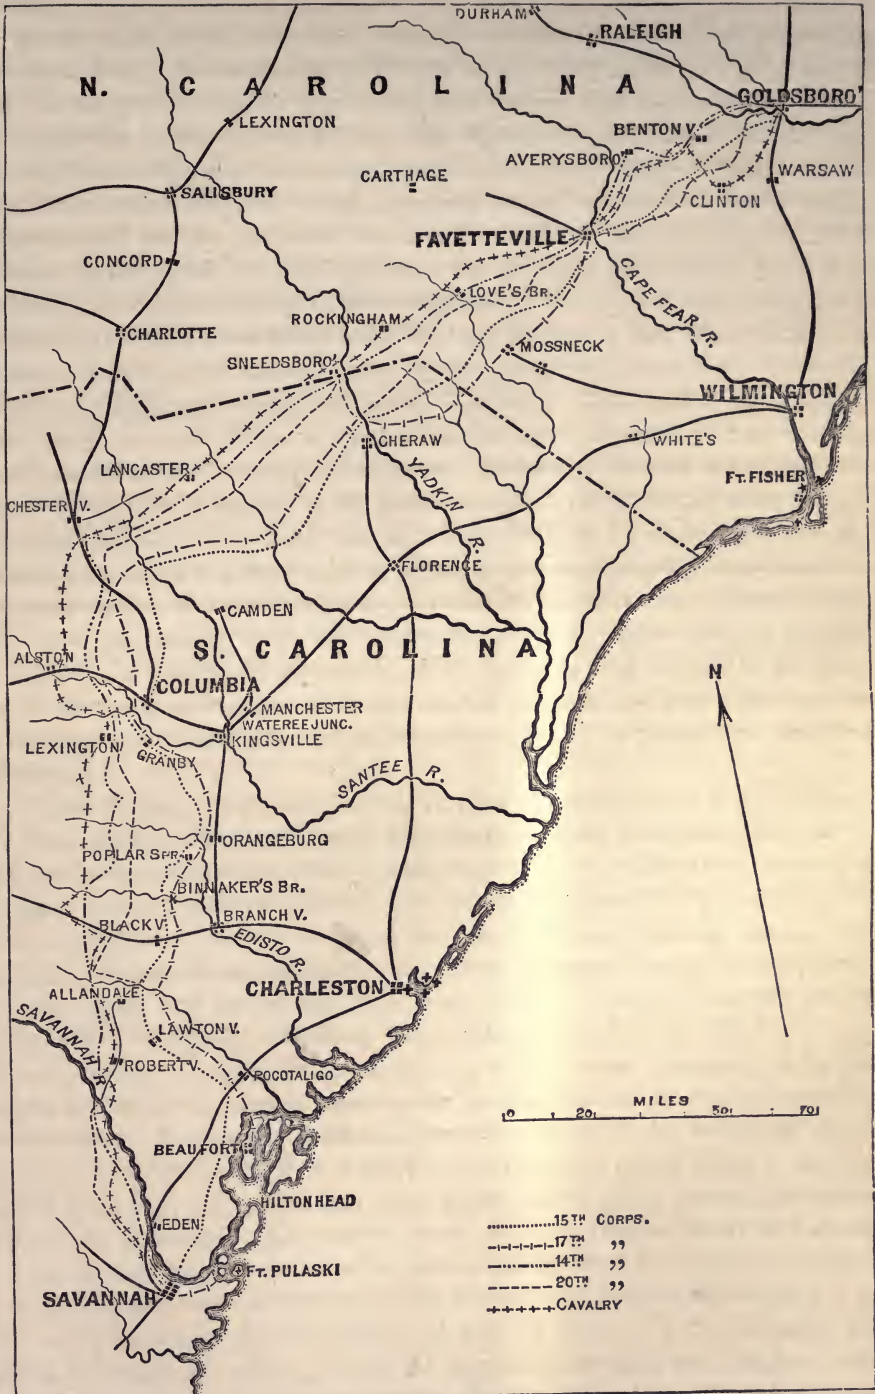 DURHAM
RALEIGH
N. CAROLINA
GOLDSBORO'
LEXINGTON
BENTON V.
AVERYSBORO
CARTHAGE
WARSAW
SALISBURY
CLINTON
FAYETTEVILLE
CONCORD
CAPE FEAR R.
LOVE'S BR.
ROCKINGHAM
CHARLOTTE
MOSSNECK
SNEEDSBORO'
WILMINGTON
CHERAW
WHITE'S
LANCASTER
YADKIN R.
FT. FISHER
CHESTER V.
FLORENCE
CAMDEN
S. CAROLINA
ALSTON
COLUMBIA
N
MANCHESTER
WATEREE JUNC.
KINGSVILLE
LEXINGTON
GRANBY
SANTEE R.
ORANGEBURG
POPLAR SPR.
BINNAKER'S BR.
BRANCH V.
BLACK V.
EDISTO R.
CHARLESTON
ALLANDALE
SAVANNAH R.
LAWTON V.
ROBERT V.
POCOTALIGO
MILES
0 20 50 70
BEAUFORT
HILTON HEAD
EDEN
15TH CORPS.
17TH ,,
FT. PULASKI
14TH ,,
20TH ,,
SAVANNAH
CAVALRY